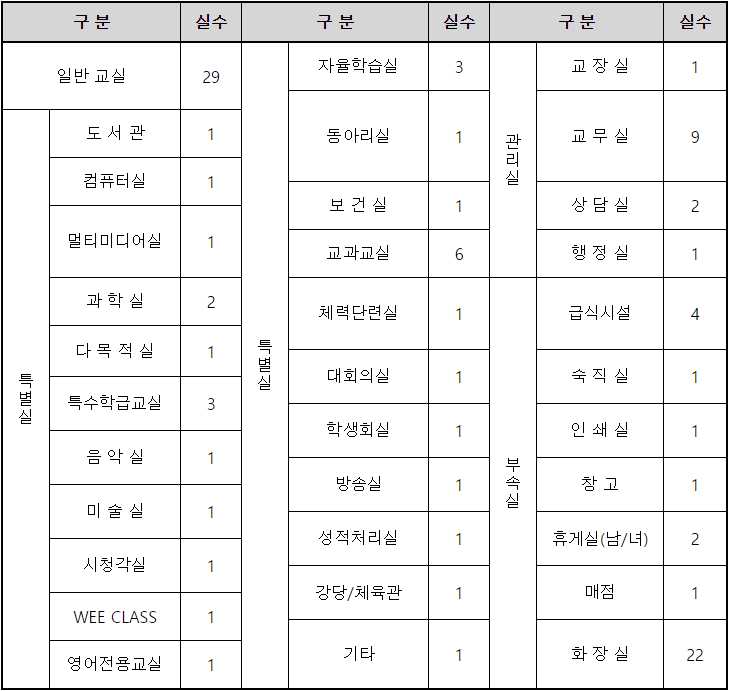 구 분 실수 구 분 실수 구 분 실수
일반 교실 29
특별실
도 서 관 1
컴퓨터실 1
멀티미디어실 1
과 학 실 2
다 목 적 실 1
특수학급교실 3
음 악 실 1
미 술 실 1
시청각실 1
WEE CLASS 1
영어전용교실 1
특별실
자율학습실 3
동아리실 1
보 건 실 1
교과교실 6
체력단련실 1
대회의실 1
학생회실 1
방송실 1
성적처리실 1
강당/체육관 1
기타 1
관리실
교 장 실 1
교 무 실 9
상 담 실 2
행 정 실 1
부속실
급식시설 4
숙 직 실 1
인 쇄 실 1
창 고 1
휴게실(남/녀) 2
매점 1
화 장 실 22